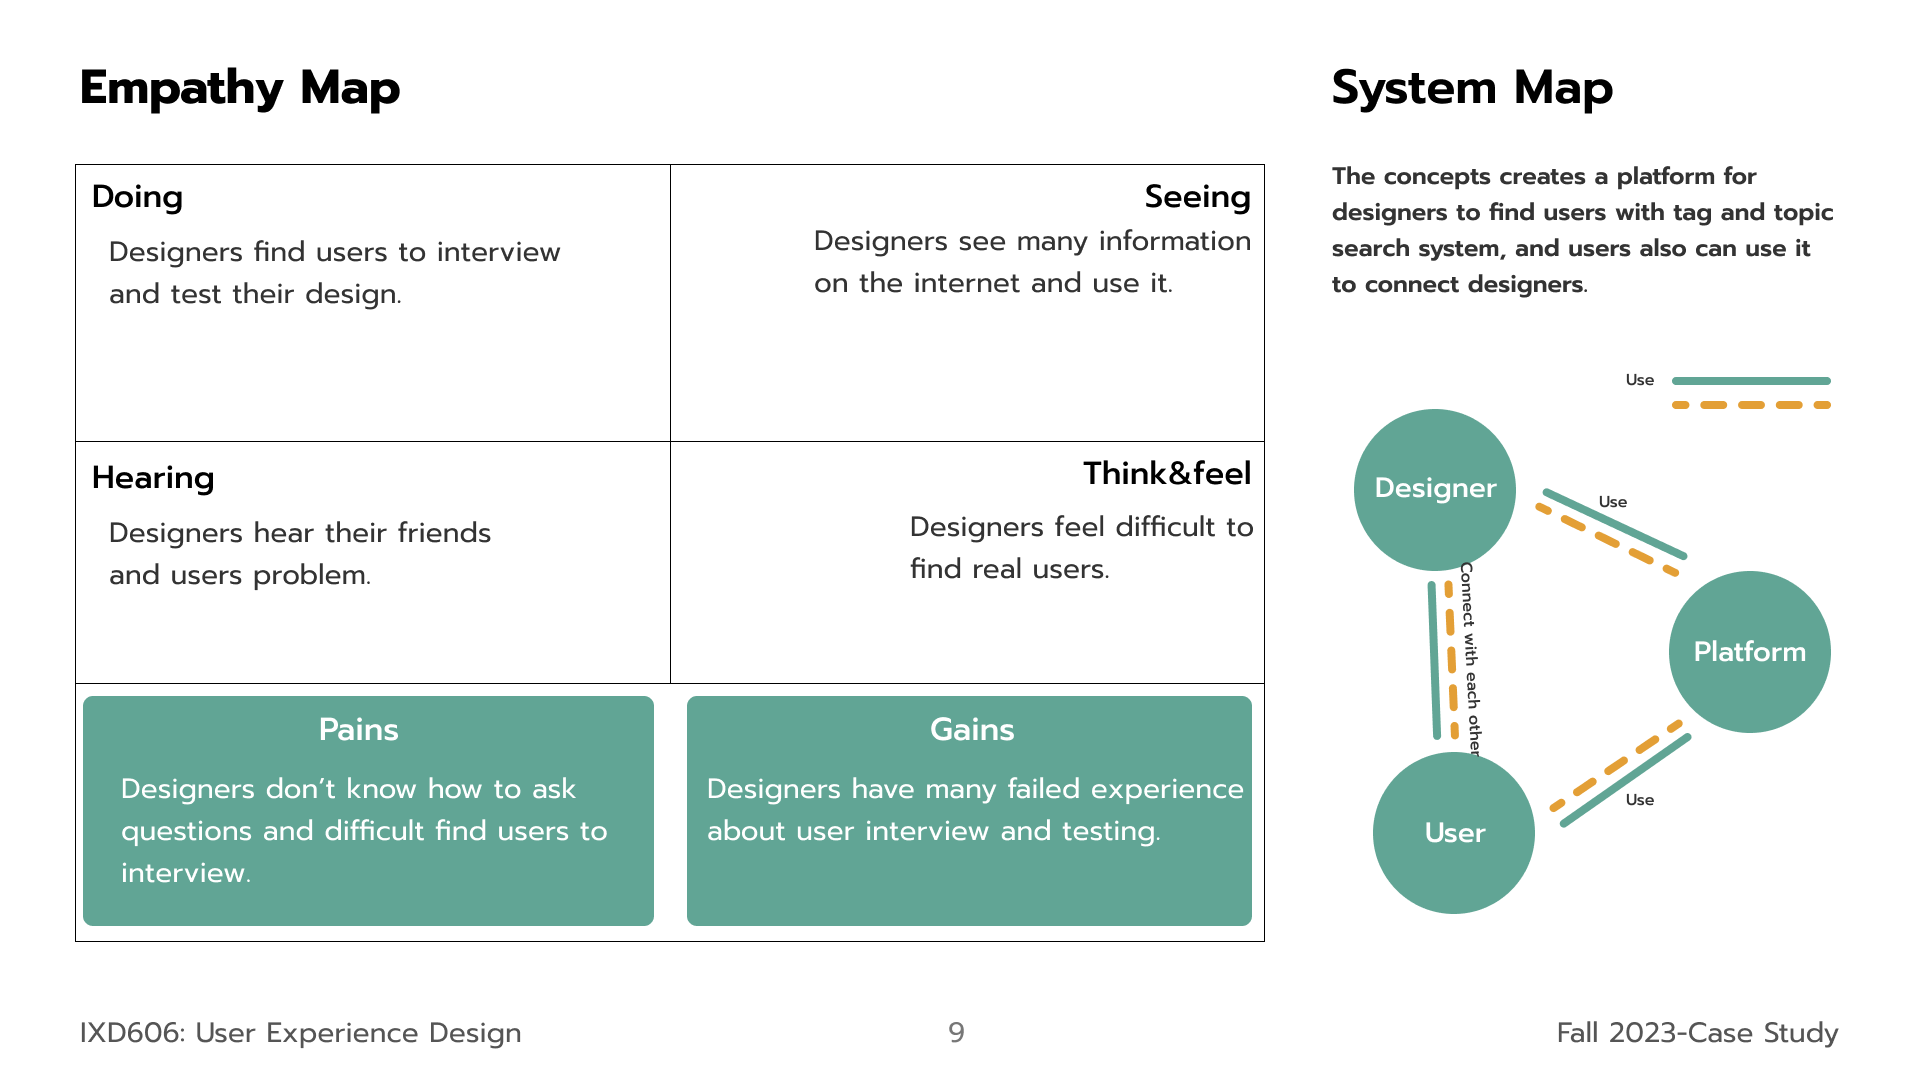 Empathy Map
Doing
Designers find users to interview
and test their design.
Seeing
Designers see many information
on the internet and use it.
Hearing
Designers hear their friends
and users problem.
Think&feel
Designers feel difficult to
find real users.
Pains
Designers don’t know how to ask
questions and difficult find users to
interview.
Gains
Designers have many failed experience
about user interview and testing.
System Map
The concepts creates a platform for
designers to find users with tag and topic
search system, and users also can use it
to connect designers.
Use
Designer
Use
Connect with each other
Platform
User
Use
IXD606: User Experience Design
9
Fall 2023-Case Study